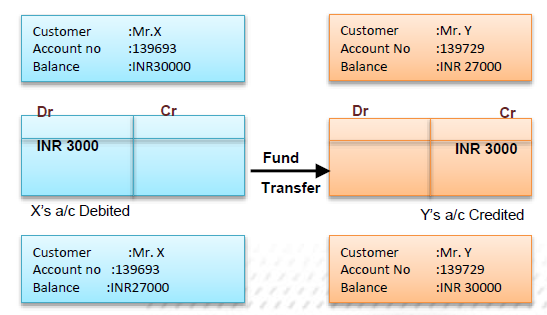 Customer :Mr.X
Account no :139693
Balance :INR30000
Customer :Mr. Y
Account No :139729
Balance :INR 27000
Dr Cr
INR 3000
Fund
Transfer
Dr Cr
INR 3000
X's a/c Debited
Y's a/c Credited
Customer :Mr. X
Account no :139693
Balance :INR27000
Customer :Mr. Y
Account no :139729
Balance :INR 30000